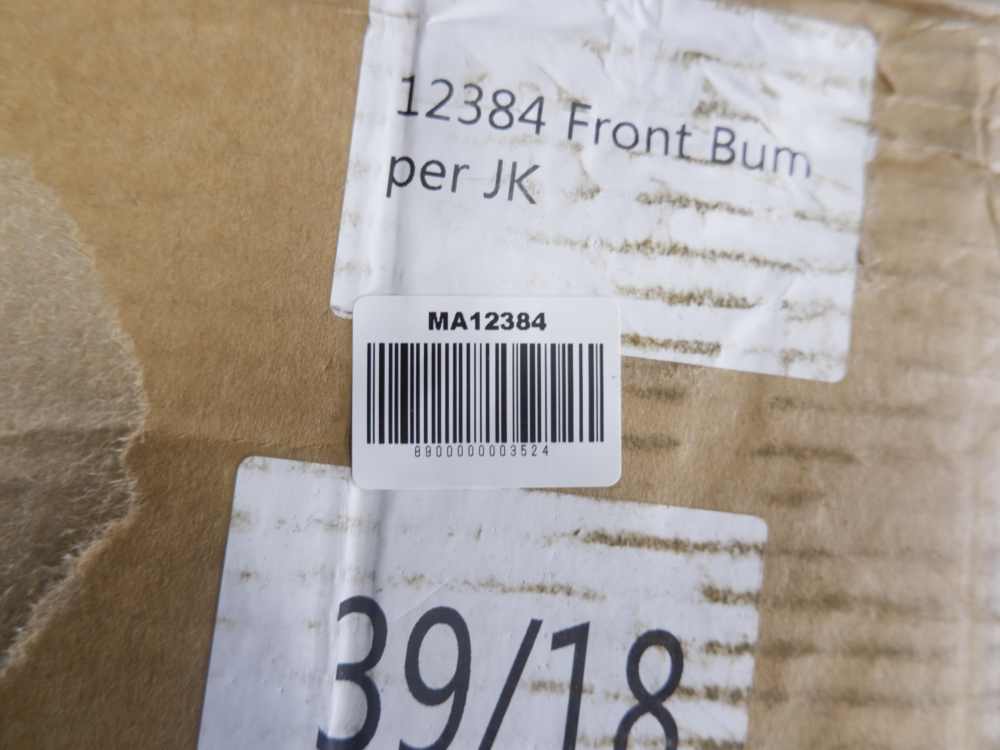 12384 Front Bum
per JK
MA12384
8900000003524
39/18